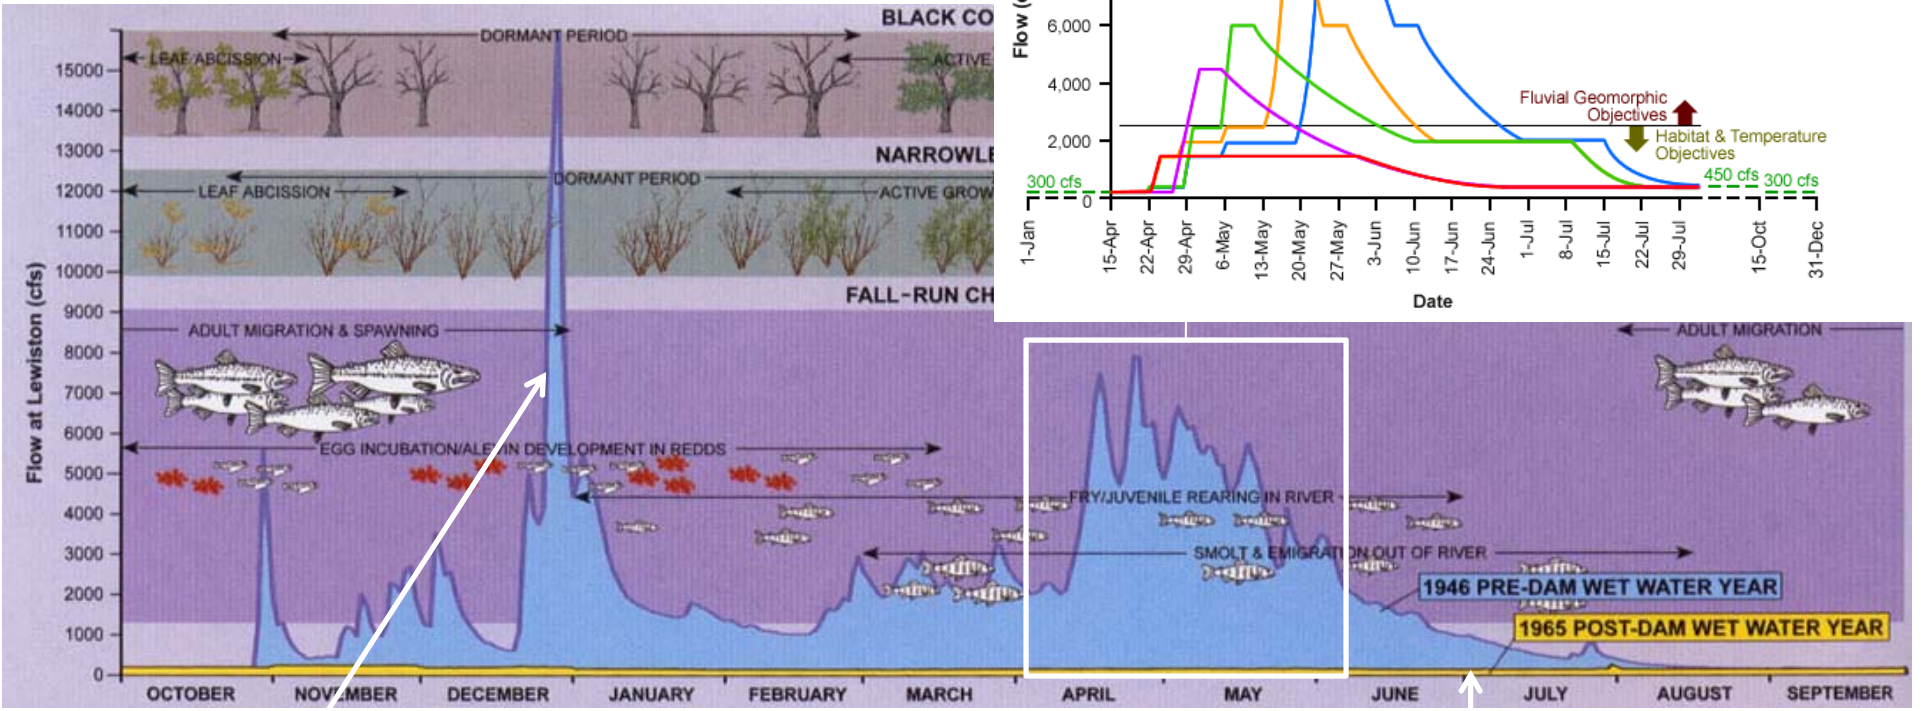 BLACK CO
DORMANT PERIOD
LEAF ABCISSION
ACTIVE
NARROWLE
DORMANT PERIOD
LEAF ABCISSION
ACTIVE GROW
FALL-RUN CH
ADULT MIGRATION & SPAWNING
ADULT MIGRATION
EGG INCUBATION/ALEVIN DEVELOPMENT IN REDDS
FRY/JUVENILE REARING IN RIVER
SMOLT & EMIGRATION OUT OF RIVER
1946 PRE-DAM WET WATER YEAR
1965 POST-DAM WET WATER YEAR
Flow at Lewiston (cfs)
15000
14000
13000
12000
11000
10000
9000
8000
7000
6000
5000
4000
3000
2000
1000
0
OCTOBER NOVEMBER DECEMBER JANUARY FEBRUARY MARCH APRIL MAY JUNE JULY AUGUST SEPTEMBER
Flow (
6,000
4,000
2,000
0
Fluvial Geomorphic
Objectives
Habitat & Temperature
Objectives
300 cfs
450 cfs 300 cfs
1-Jan 15-Apr 22-Apr 29-Apr 6-May 13-May 20-May 27-May 3-Jun 10-Jun 17-Jun 24-Jun 1-Jul 8-Jul 15-Jul 22-Jul 29-Jul 15-Oct 31-Dec
Date